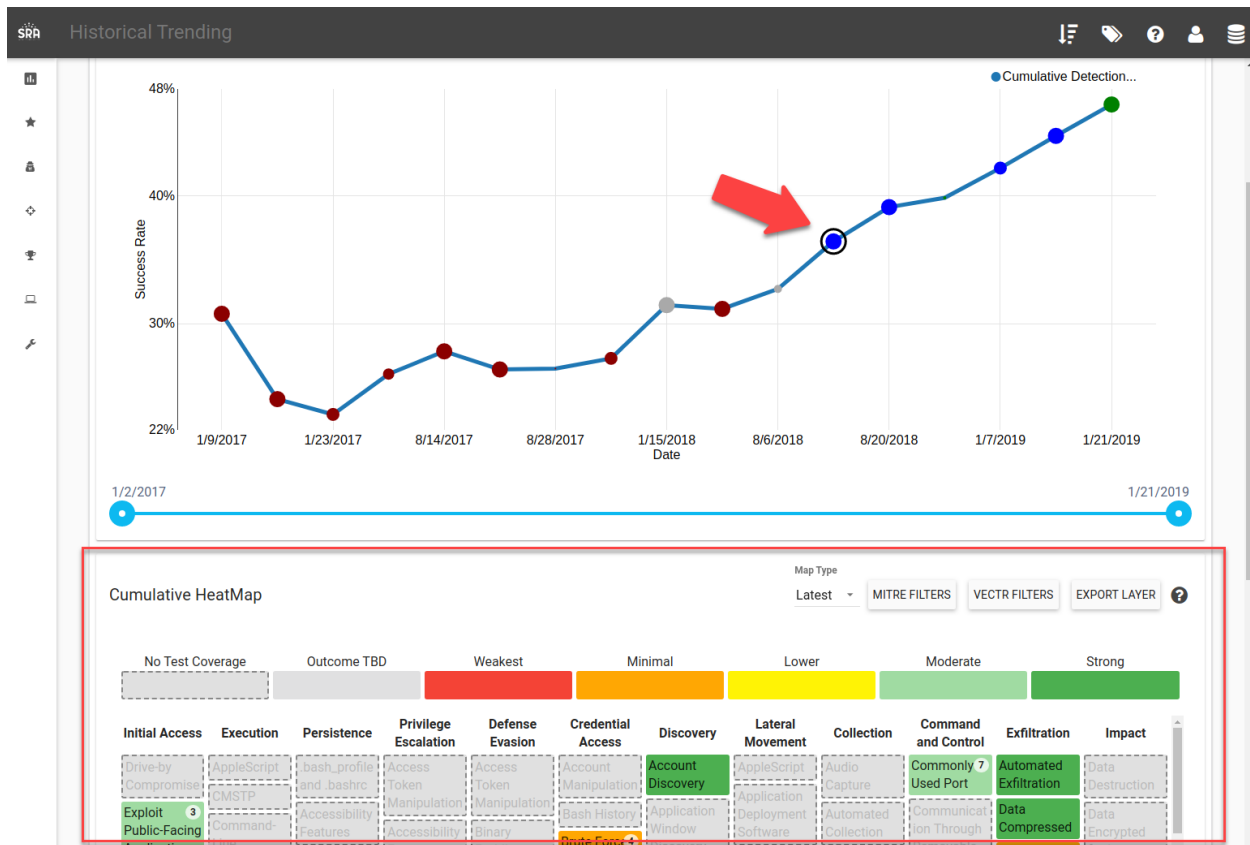 SRA Historical Trending
Cumulative Detection...
48%
40%
30%
22%
Success Rate
1/9/2017 1/23/2017 8/14/2017 8/28/2017 1/15/2018 8/6/2018 8/20/2018 1/7/2019 1/21/2019
Date
1/2/2017 1/21/2019
Map Type
Cumulative HeatMap Latest MITRE FILTERS VECTR FILTERS EXPORT LAYER
No Test Coverage Outcome TBD Weakest Minimal Lower Moderate Strong
Initial Access Execution Persistence Privilege Escalation Defense Evasion Credential Access Discovery Lateral Movement Collection Command and Control Exfiltration Impact
Drive-by AppleScript .bash_profile Access Access Account Account AppleScript Audio Commonly 7 Automated Data
Compromise CMSTP and .bashrc Token Token Manipulation Discovery Application Capture Used Port Exfiltration Destruction
Exploit 3 Command- Accessibility Manipulation Manipulation Bash History Application Deployment Automated Communicat Data Data
Public-Facing Features Accessibility Binary Brute Force 4 Window Software Collection ion Through Compressed Encrypted